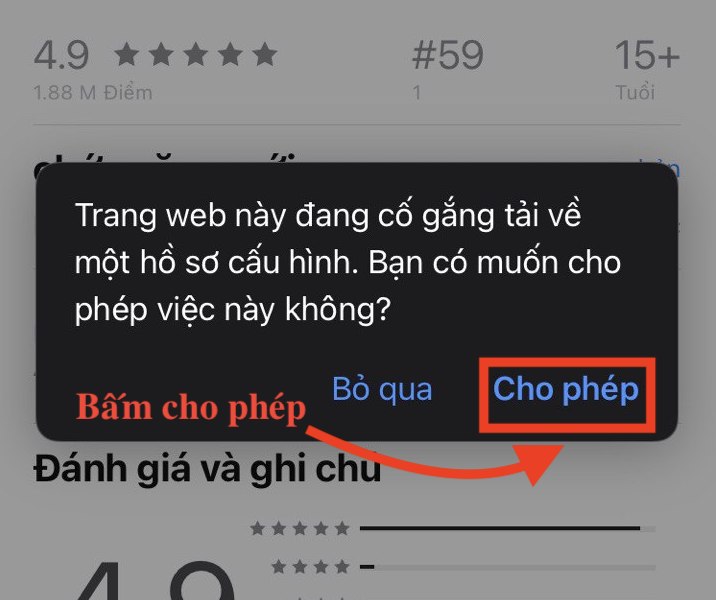 4.9 ★★★★★
#59
15+
1.88 M Điểm
1
Tuổi
Trang web này đang cố gắng tải về
một hồ sơ cấu hình. Bạn có muốn cho
phép việc này không?
Bỏ qua
Cho phép
Bấm cho phép
Đánh giá và ghi chú
★★★★★
★★★★
4.9